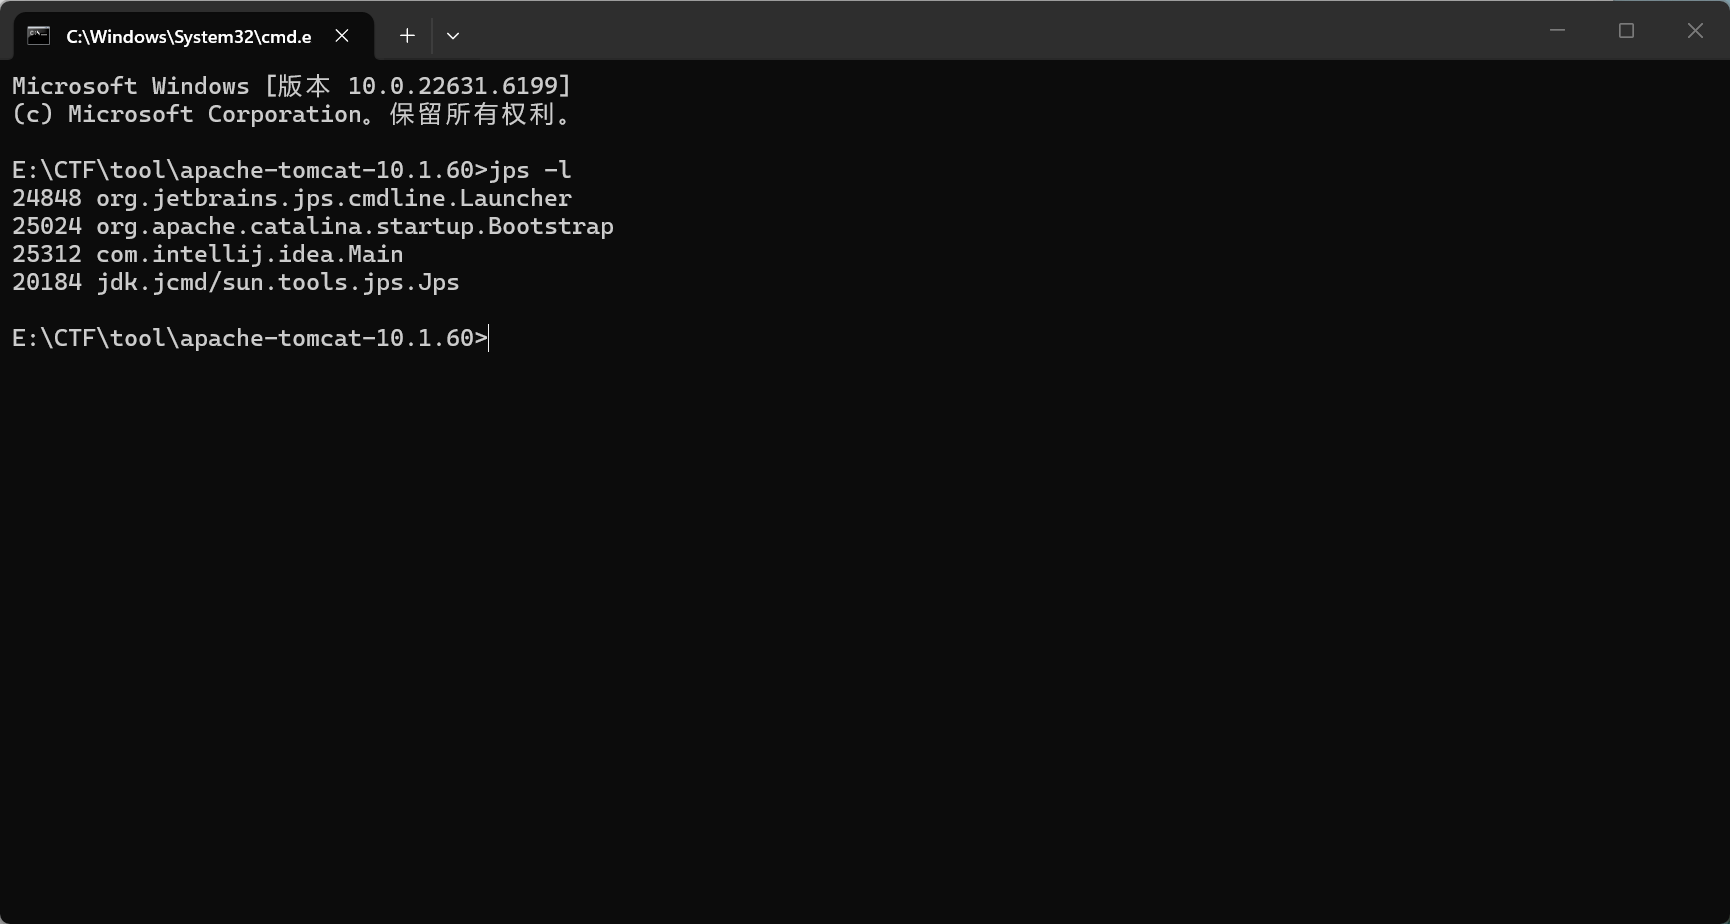 C:\Windows\System32\cmd.e
Microsoft Windows [版本 10.0.22631.6199]
(c) Microsoft Corporation。保留所有权利。
E:\CTF\tool\apache-tomcat-10.1.60>jps -l
24848 org.jetbrains.jps.cmdline.Launcher
25024 org.apache.catalina.startup.Bootstrap
25312 com.intellij.idea.Main
20184 jdk.jcmd/sun.tools.jps.Jps
E:\CTF\tool\apache-tomcat-10.1.60>